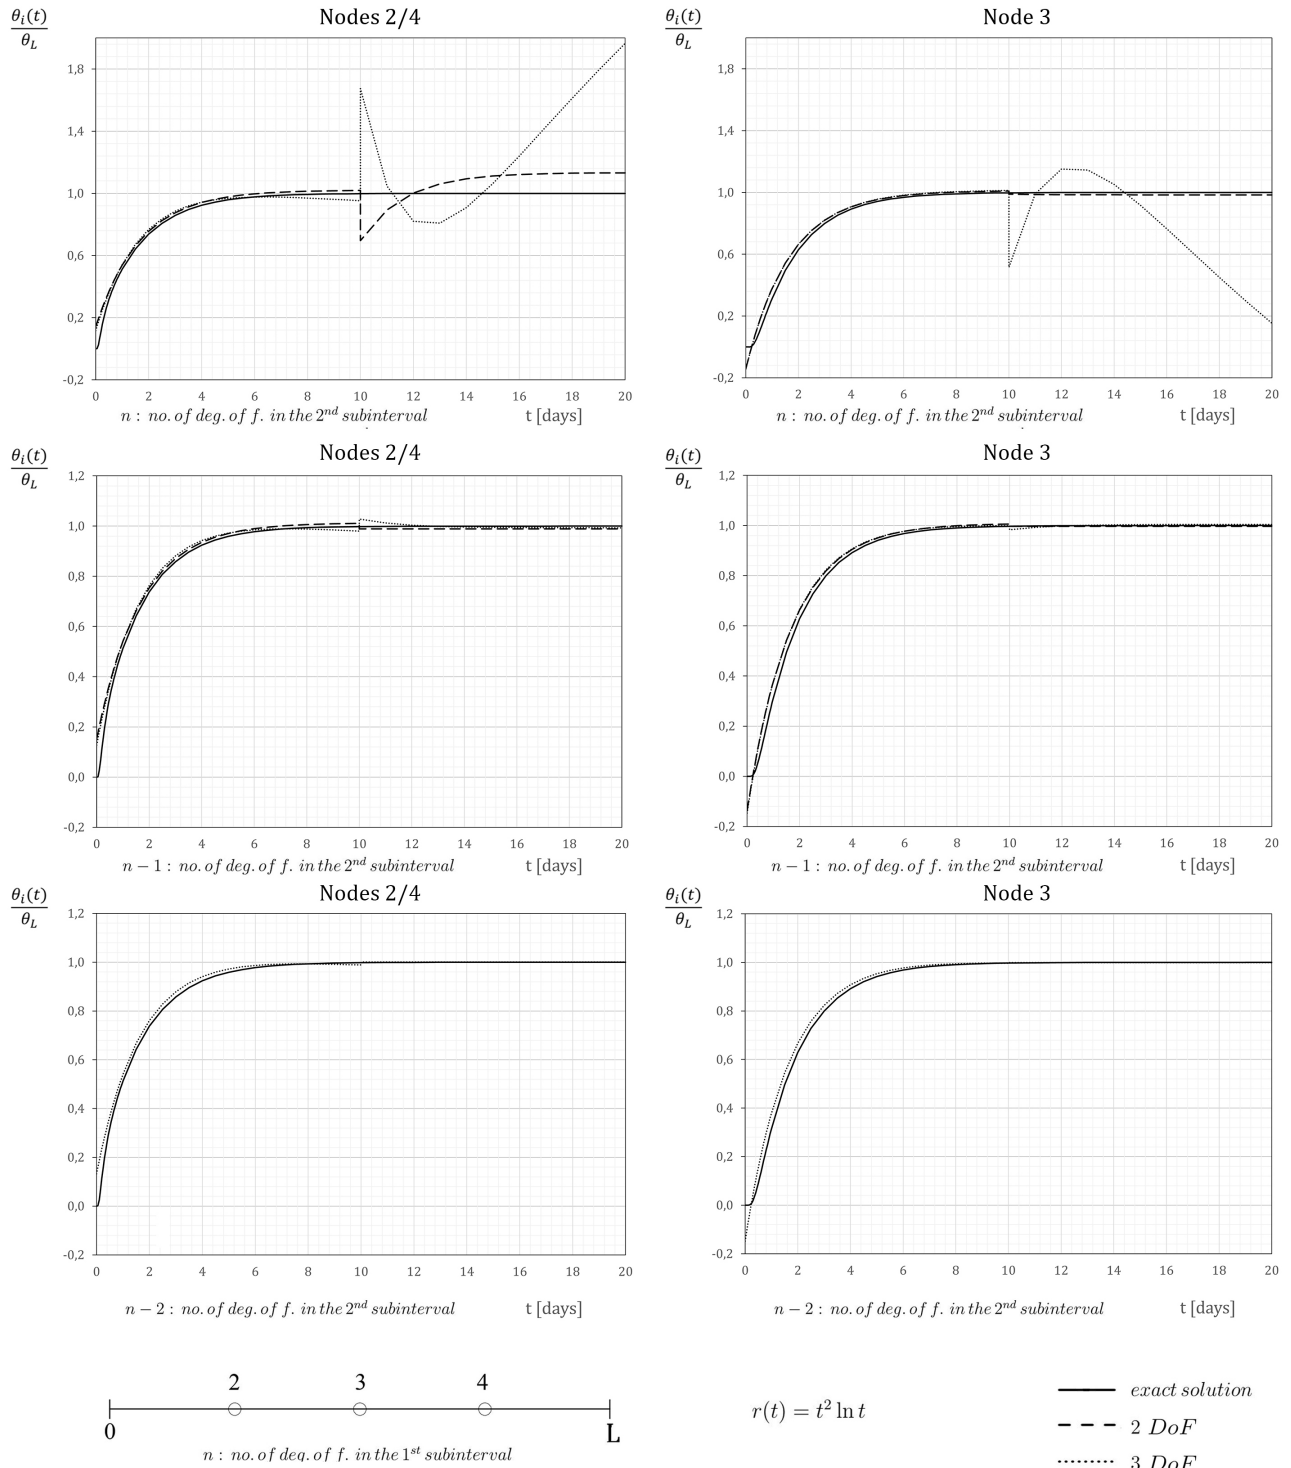 Nodes 2/4
θᵢ(t)
θ_L
1,8
1,4
1,0
0,6
0,2
-0,2
0 2 4 6 8 10 12 14 16 18 20
n : no. of deg. of f. in the 2ⁿᵈ subinterval t [days]
Node 3
θᵢ(t)
θ_L
1,8
1,4
1,0
0,6
0,2
-0,2
0 2 4 6 8 10 12 14 16 18 20
n : no. of deg. of f. in the 2ⁿᵈ subinterval t [days]
Nodes 2/4
θᵢ(t)
θ_L
1,2
1,0
0,8
0,6
0,4
0,2
0,0
-0,2
0 2 4 6 8 10 12 14 16 18 20
n − 1 : no. of deg. of f. in the 2ⁿᵈ subinterval t [days]
Node 3
θᵢ(t)
θ_L
1,2
1,0
0,8
0,6
0,4
0,2
0,0
-0,2
0 2 4 6 8 10 12 14 16 18 20
n − 1 : no. of deg. of f. in the 2ⁿᵈ subinterval t [days]
Nodes 2/4
θᵢ(t)
θ_L
1,2
1,0
0,8
0,6
0,4
0,2
0,0
-0,2
0 2 4 6 8 10 12 14 16 18 20
n − 2 : no. of deg. of f. in the 2ⁿᵈ subinterval t [days]
Node 3
θᵢ(t)
θ_L
1,2
1,0
0,8
0,6
0,4
0,2
0,0
-0,2
0 2 4 6 8 10 12 14 16 18 20
n − 2 : no. of deg. of f. in the 2ⁿᵈ subinterval t [days]
2 3 4
0 L
n : no. of deg. of f. in the 1ˢᵗ subinterval
r(t) = t² ln t
exact solution
2 DoF
3 DoF